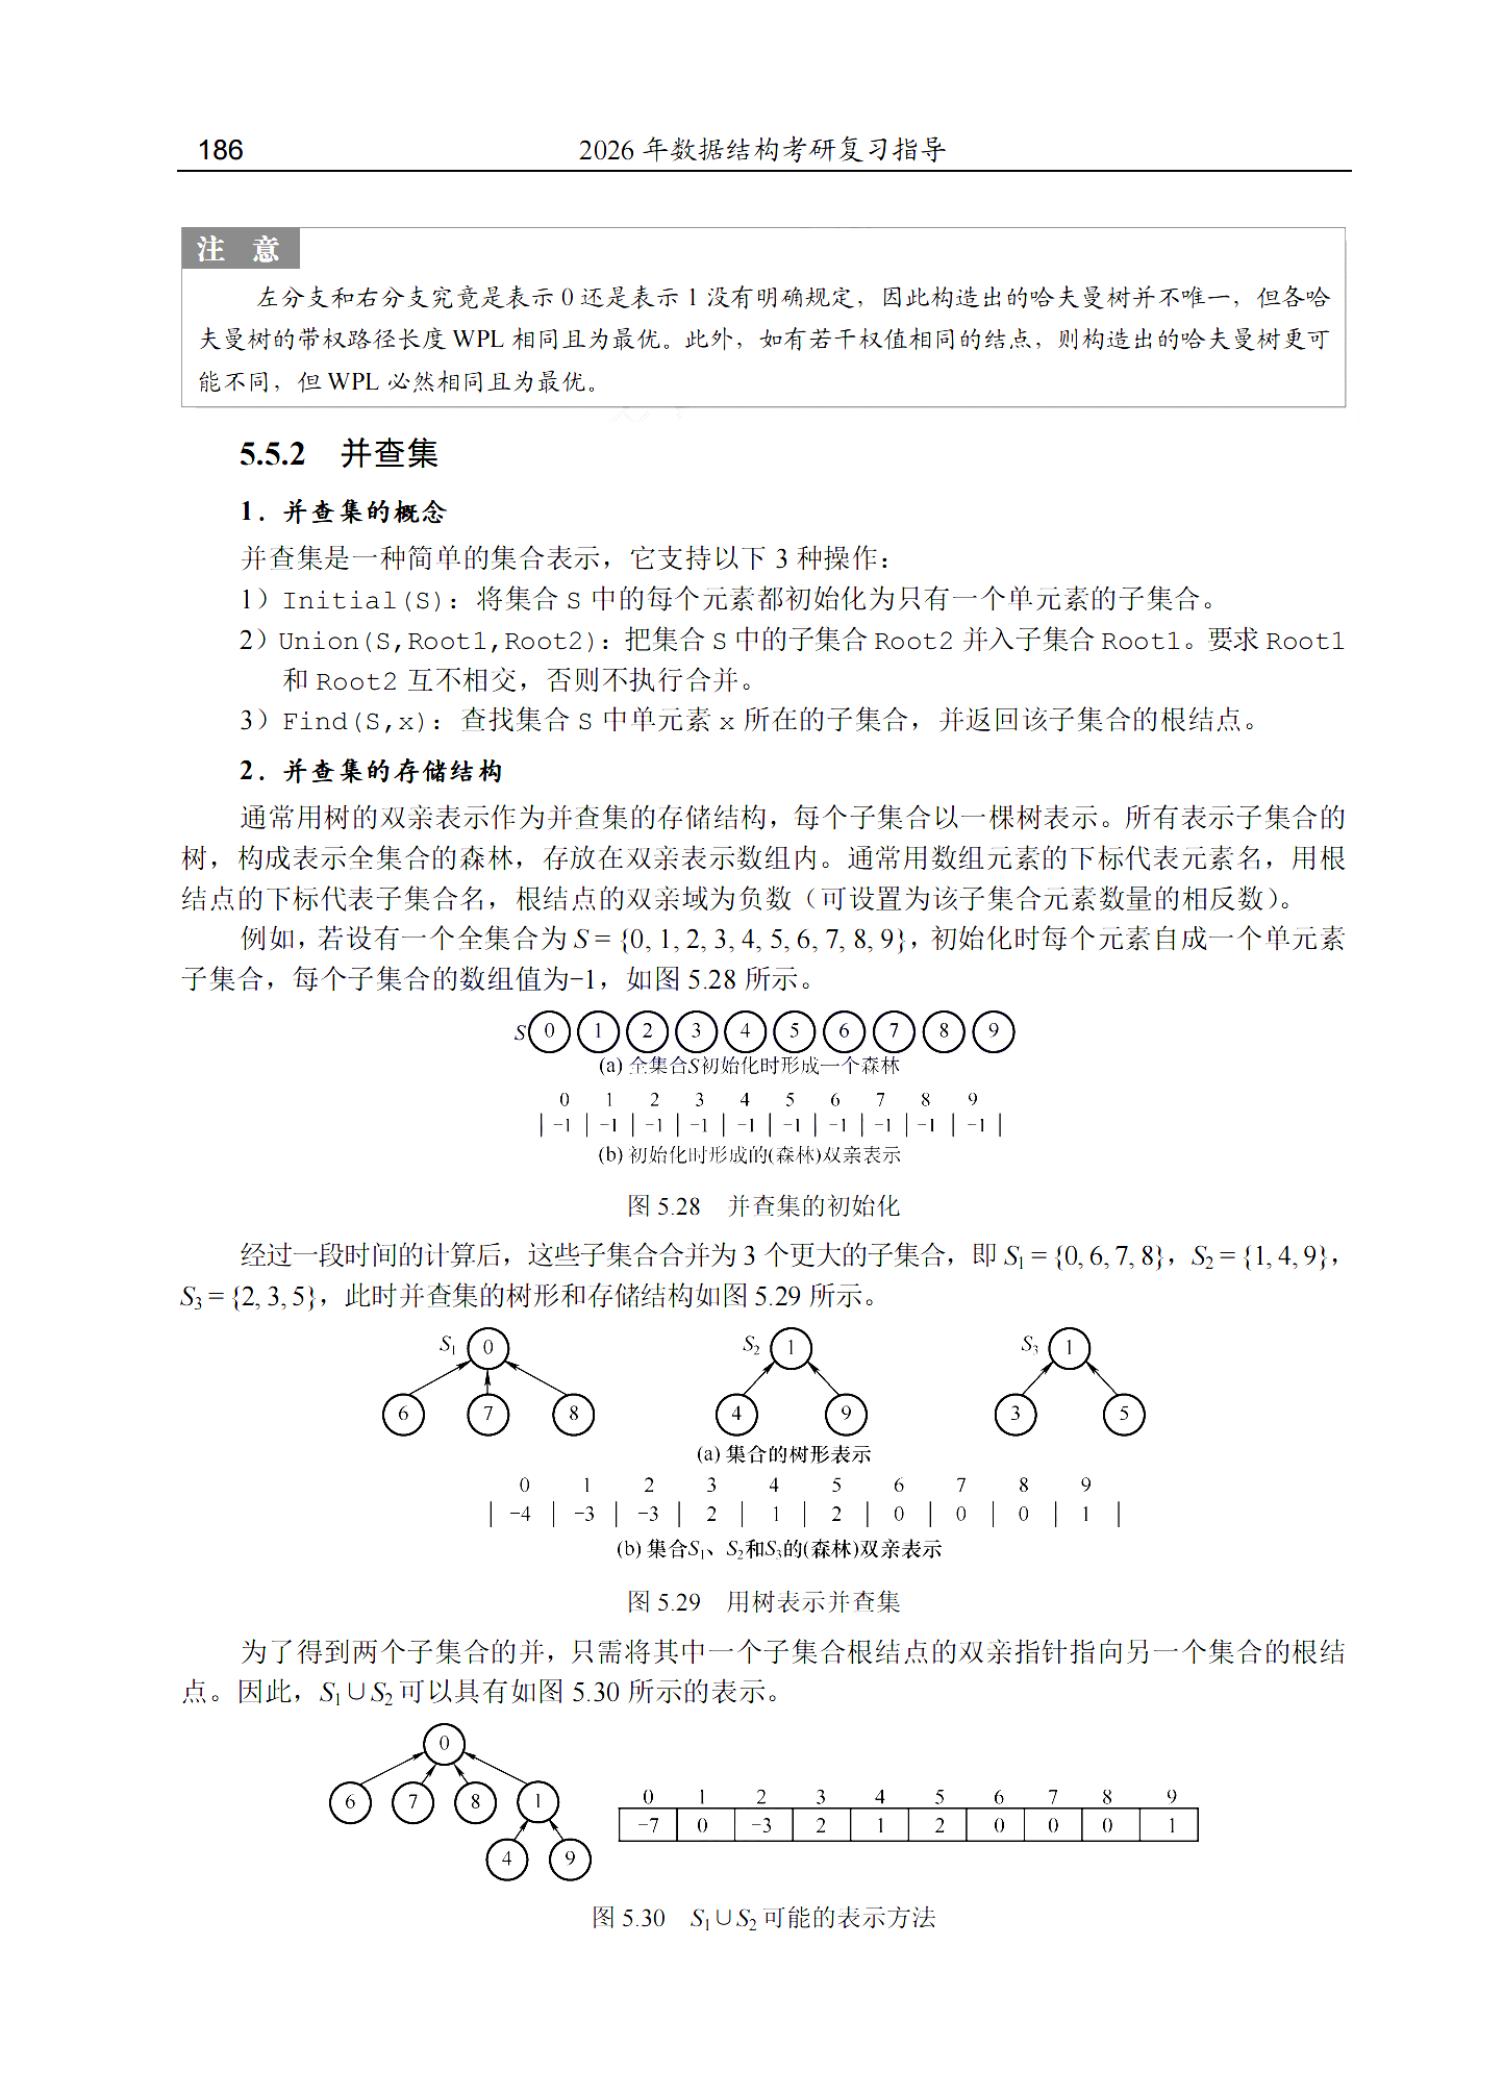 186
2026 年数据结构考研复习指导
注 意
左分支和右分支究竟是表示 0 还是表示 1 没有明确规定，因此构造出的哈夫曼树并不唯一，但各哈
夫曼树的带权路径长度 WPL 相同且为最优。此外，如有若干权值相同的结点，则构造出的哈夫曼树更可
能不同，但 WPL 必然相同且为最优。
5.5.2 并查集
1．并查集的概念
并查集是一种简单的集合表示，它支持以下 3 种操作：
1）Initial(S)：将集合 S 中的每个元素都初始化为只有一个单元素的子集合。
2）Union(S,Root1,Root2)：把集合 S 中的子集合 Root2 并入子集合 Root1。要求 Root1
和 Root2 互不相交，否则不执行合并。
3）Find(S,x)：查找集合 S 中单元素 x 所在的子集合，并返回该子集合的根结点。
2．并查集的存储结构
通常用树的双亲表示作为并查集的存储结构，每个子集合以一棵树表示。所有表示子集合的
树，构成表示全集合的森林，存放在双亲表示数组内。通常用数组元素的下标代表元素名，用根
结点的下标代表子集合名，根结点的双亲域为负数（可设置为该子集合元素数量的相反数）。
例如，若设有一个全集合为 S = {0, 1, 2, 3, 4, 5, 6, 7, 8, 9}，初始化时每个元素自成一个单元素
子集合，每个子集合的数组值为−1，如图 5.28 所示。
S 0 1 2 3 4 5 6 7 8 9
(a) 全集合S初始化时形成一个森林
0 1 2 3 4 5 6 7 8 9
−1 −1 −1 −1 −1 −1 −1 −1 −1 −1
(b) 初始化时形成的(森林)双亲表示
图 5.28 并查集的初始化
经过一段时间的计算后，这些子集合合并为 3 个更大的子集合，即 S₁ = {0, 6, 7, 8}，S₂ = {1, 4, 9}，
S₃ = {2, 3, 5}，此时并查集的树形和存储结构如图 5.29 所示。
S₁ 0 S₂ 1 S₃ 1
6 7 8 4 9 3 5
(a) 集合的树形表示
0 1 2 3 4 5 6 7 8 9
−4 −3 −3 2 1 2 0 0 0 1
(b) 集合S₁、S₂和S₃的(森林)双亲表示
图 5.29 用树表示并查集
为了得到两个子集合的并，只需将其中一个子集合根结点的双亲指针指向另一个集合的根结
点。因此，S₁∪S₂ 可以具有如图 5.30 所示的表示。
0
6 7 8 1
4 9
0 1 2 3 4 5 6 7 8 9
−7 0 −3 2 1 2 0 0 0 1
图 5.30 S₁∪S₂ 可能的表示方法